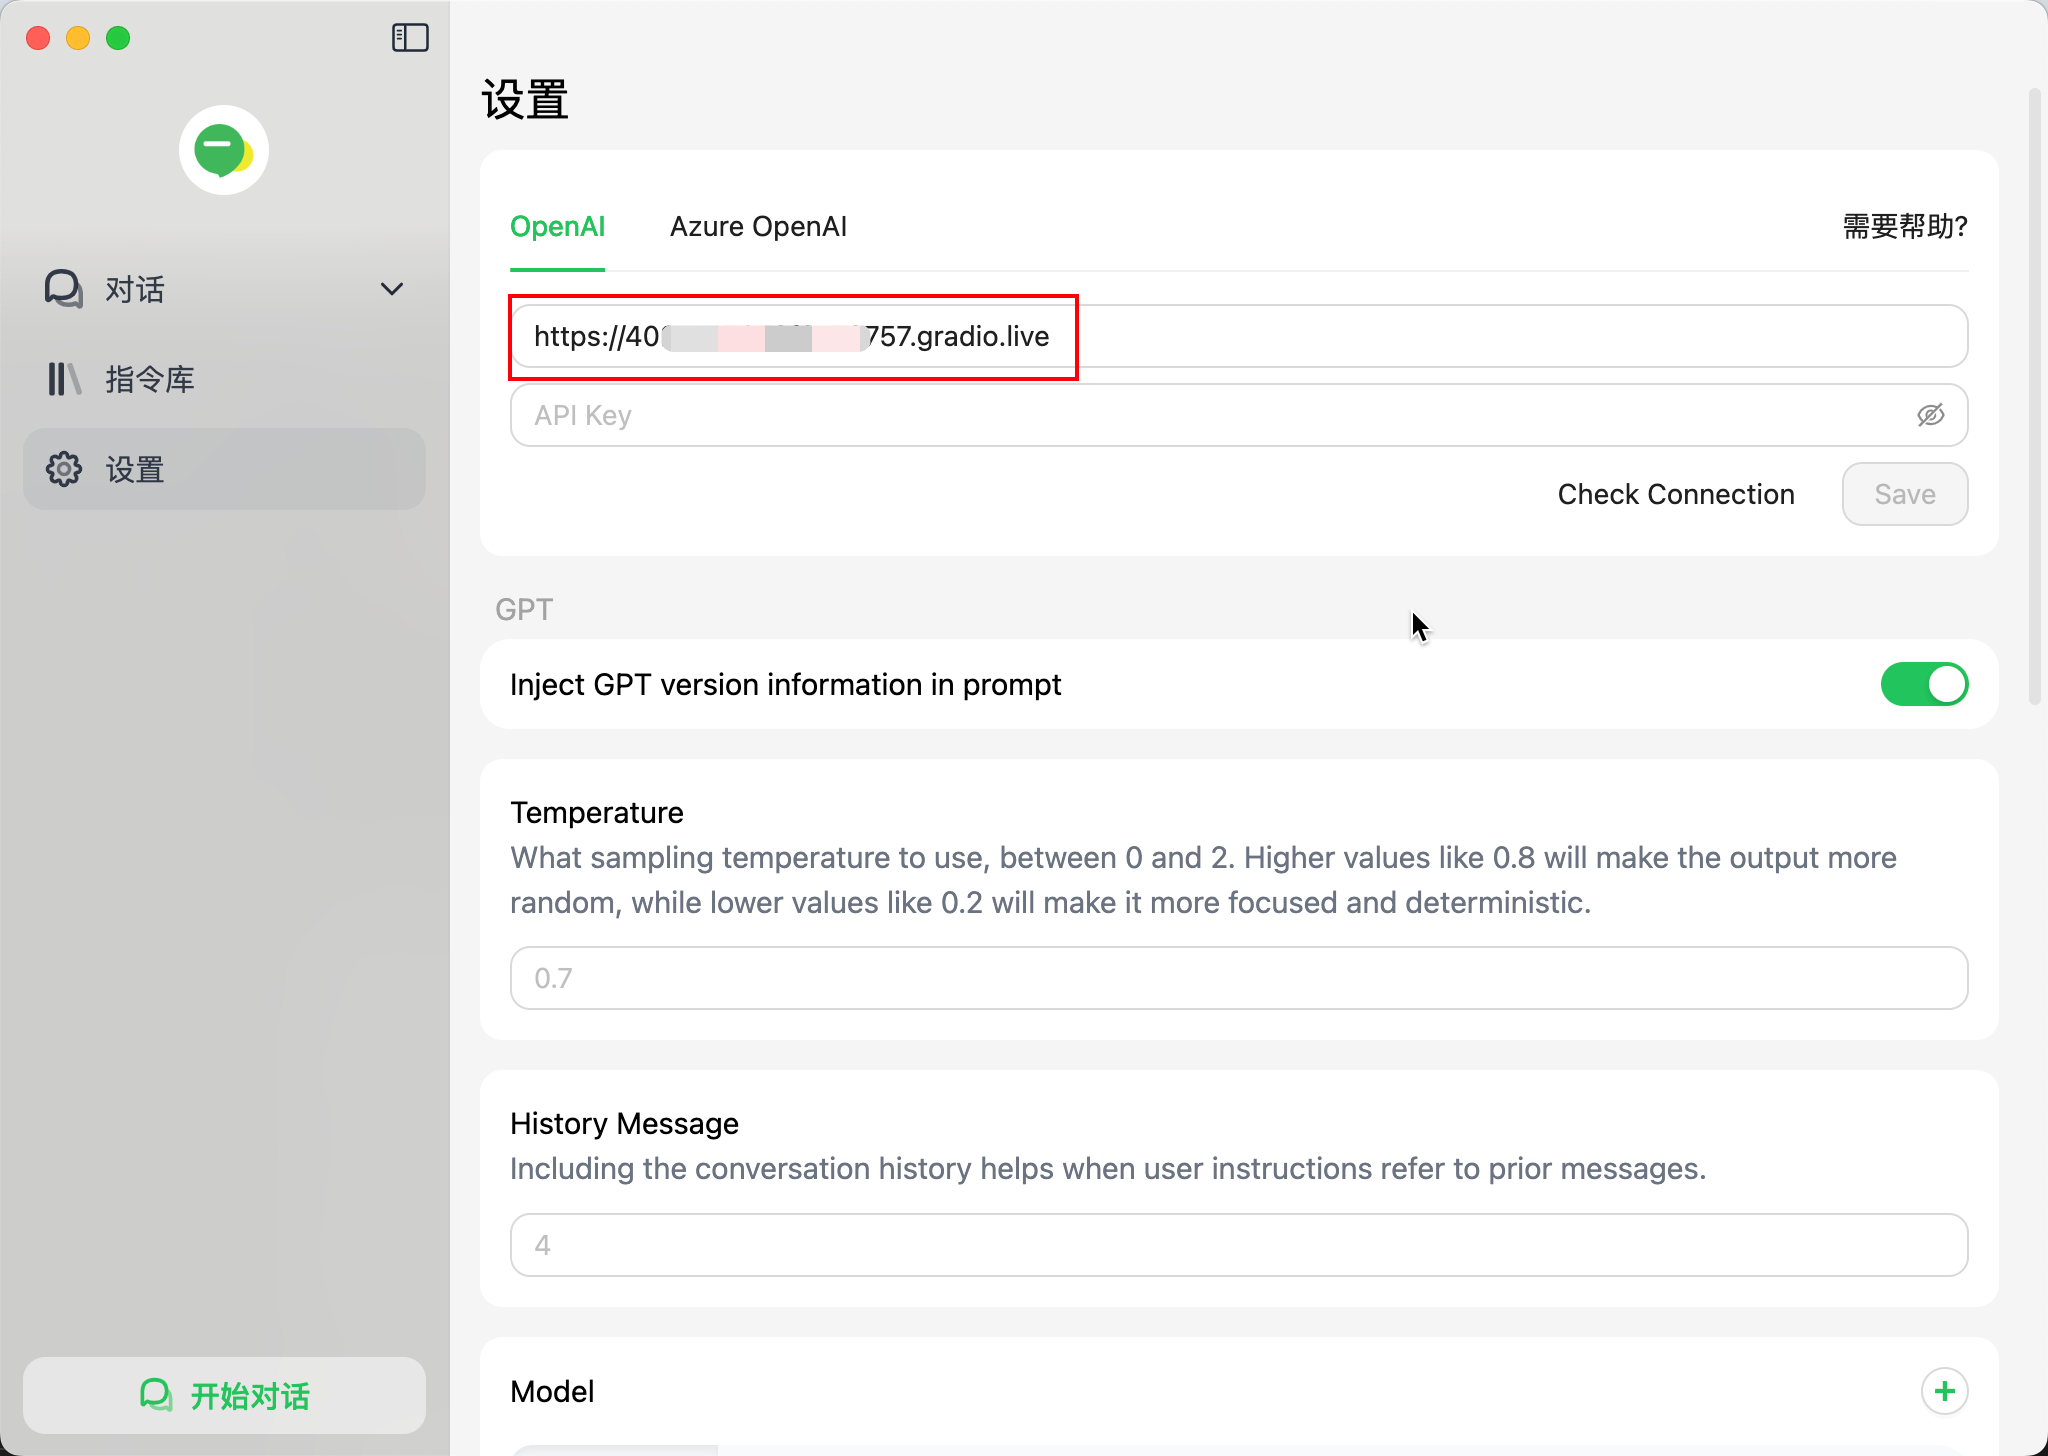 设置
OpenAI
Azure OpenAI
需要帮助?
对话
https://40 757.gradio.live
指令库
API Key
设置
Check Connection
Save
GPT
Inject GPT version information in prompt
Temperature
What sampling temperature to use, between 0 and 2. Higher values like 0.8 will make the output more
random, while lower values like 0.2 will make it more focused and deterministic.
0.7
History Message
Including the conversation history helps when user instructions refer to prior messages.
4
Model
开始对话